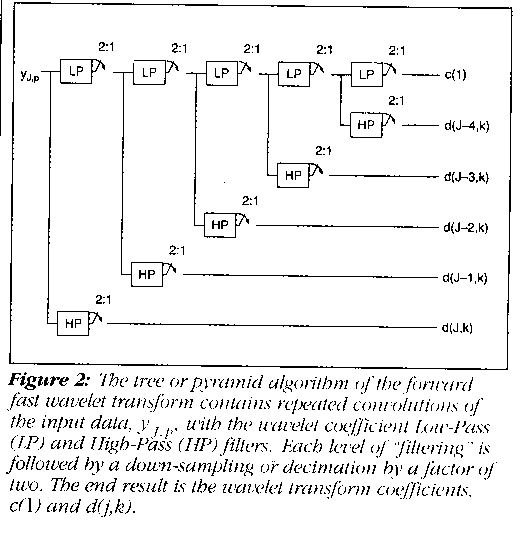 2:1 2:1 2:1 2:1 2:1
y J,p LP LP LP LP LP c(1)
2:1
HP d(J–4,k)
2:1
HP d(J–3,k)
2:1
HP d(J–2,k)
2:1
HP d(J–1,k)
2:1
HP d(J,k)
Figure 2: The tree or pyramid algorithm of the forward
fast wavelet transform contains repeated convolutions of
the input data, y J,p, with the wavelet coefficient Low-Pass
(LP) and High-Pass (HP) filters. Each level of "filtering" is
followed by a down-sampling or decimation by a factor of
two. The end result is the wavelet transform coefficients,
c(1) and d(j,k).